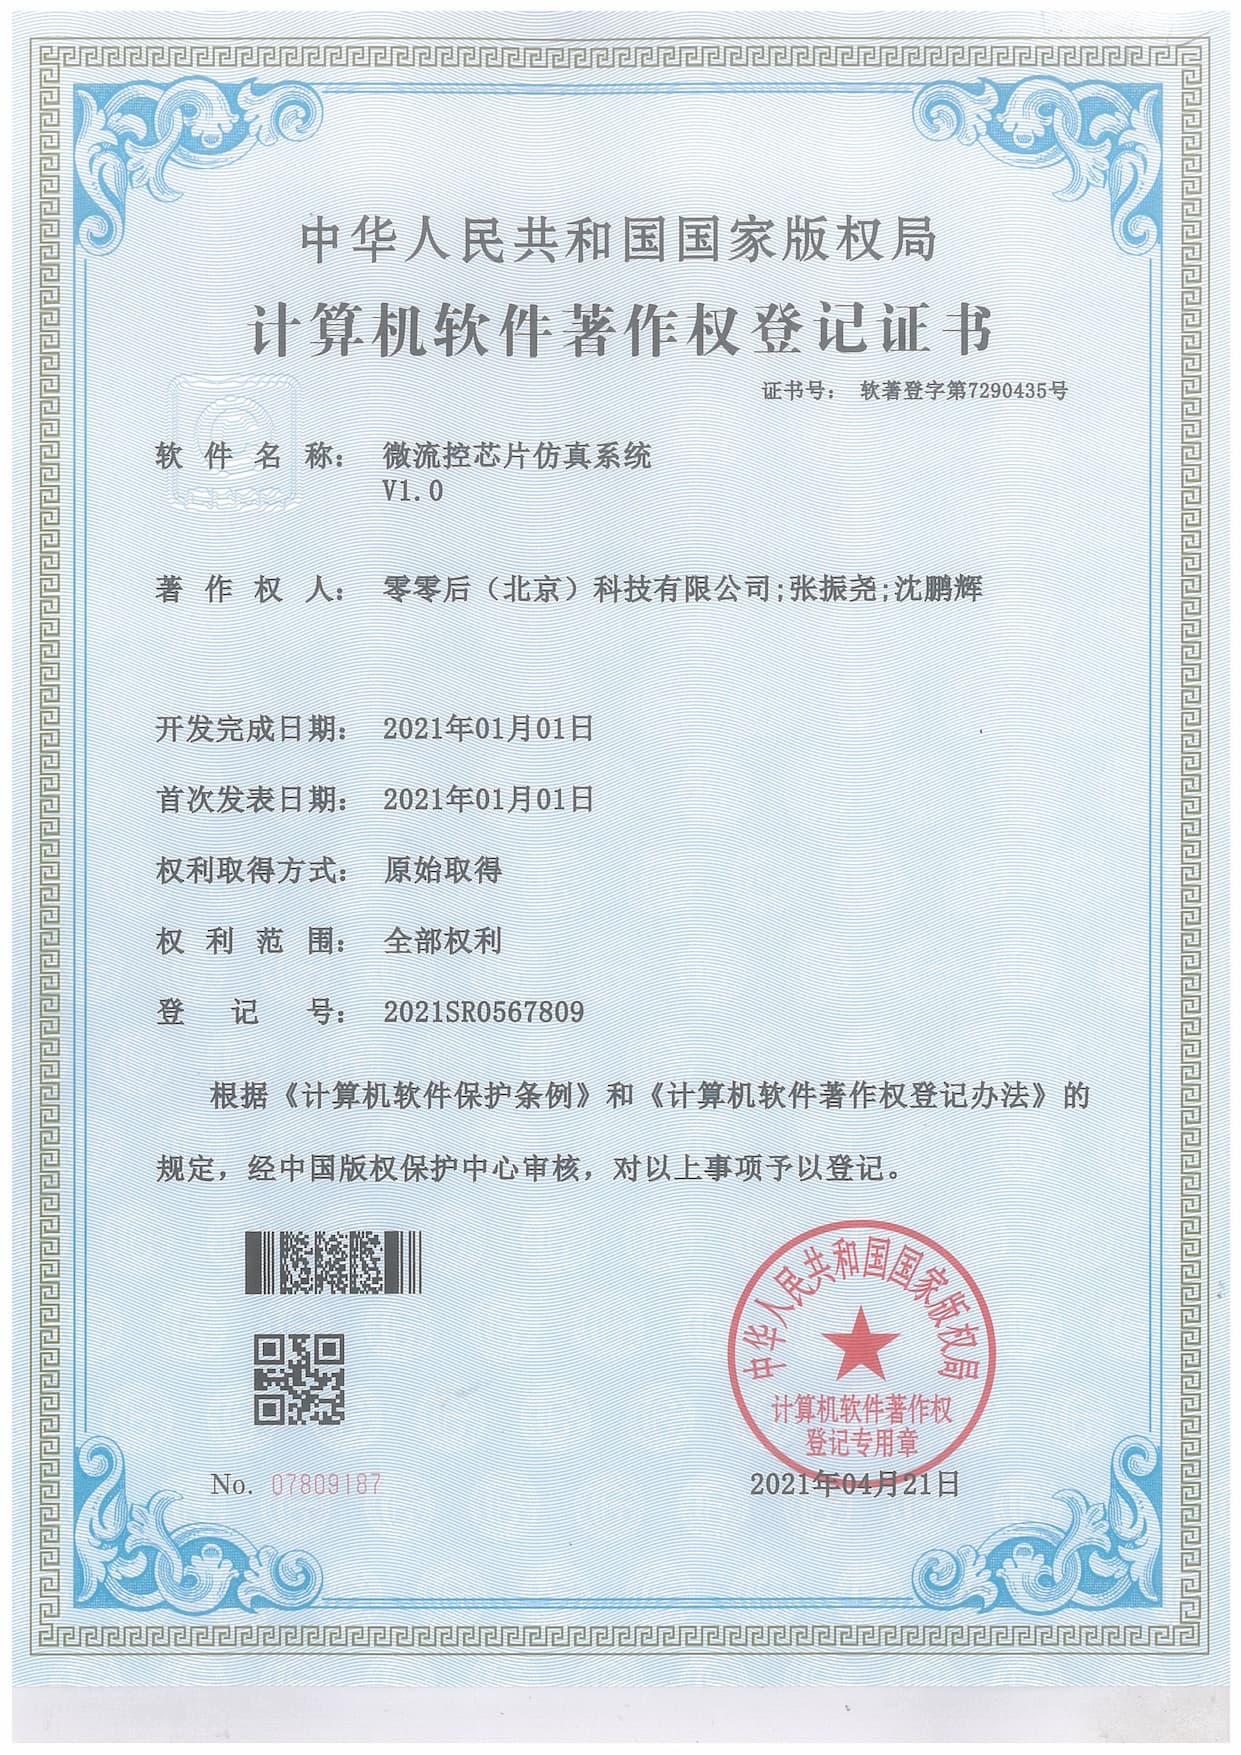 中华人民共和国国家版权局
计算机软件著作权登记证书
证书号： 软著登字第7290435号
软件名称： 微流控芯片仿真系统
V1.0
著作权人： 零零后（北京）科技有限公司;张振尧;沈鹏辉
开发完成日期： 2021年01月01日
首次发表日期： 2021年01月01日
权利取得方式： 原始取得
权利范围： 全部权利
登记号： 2021SR0567809
根据《计算机软件保护条例》和《计算机软件著作权登记办法》的
规定，经中国版权保护中心审核，对以上事项予以登记。
中华人民共和国国家版权局
计算机软件著作权
登记专用章
No. 07809187
2021年04月21日